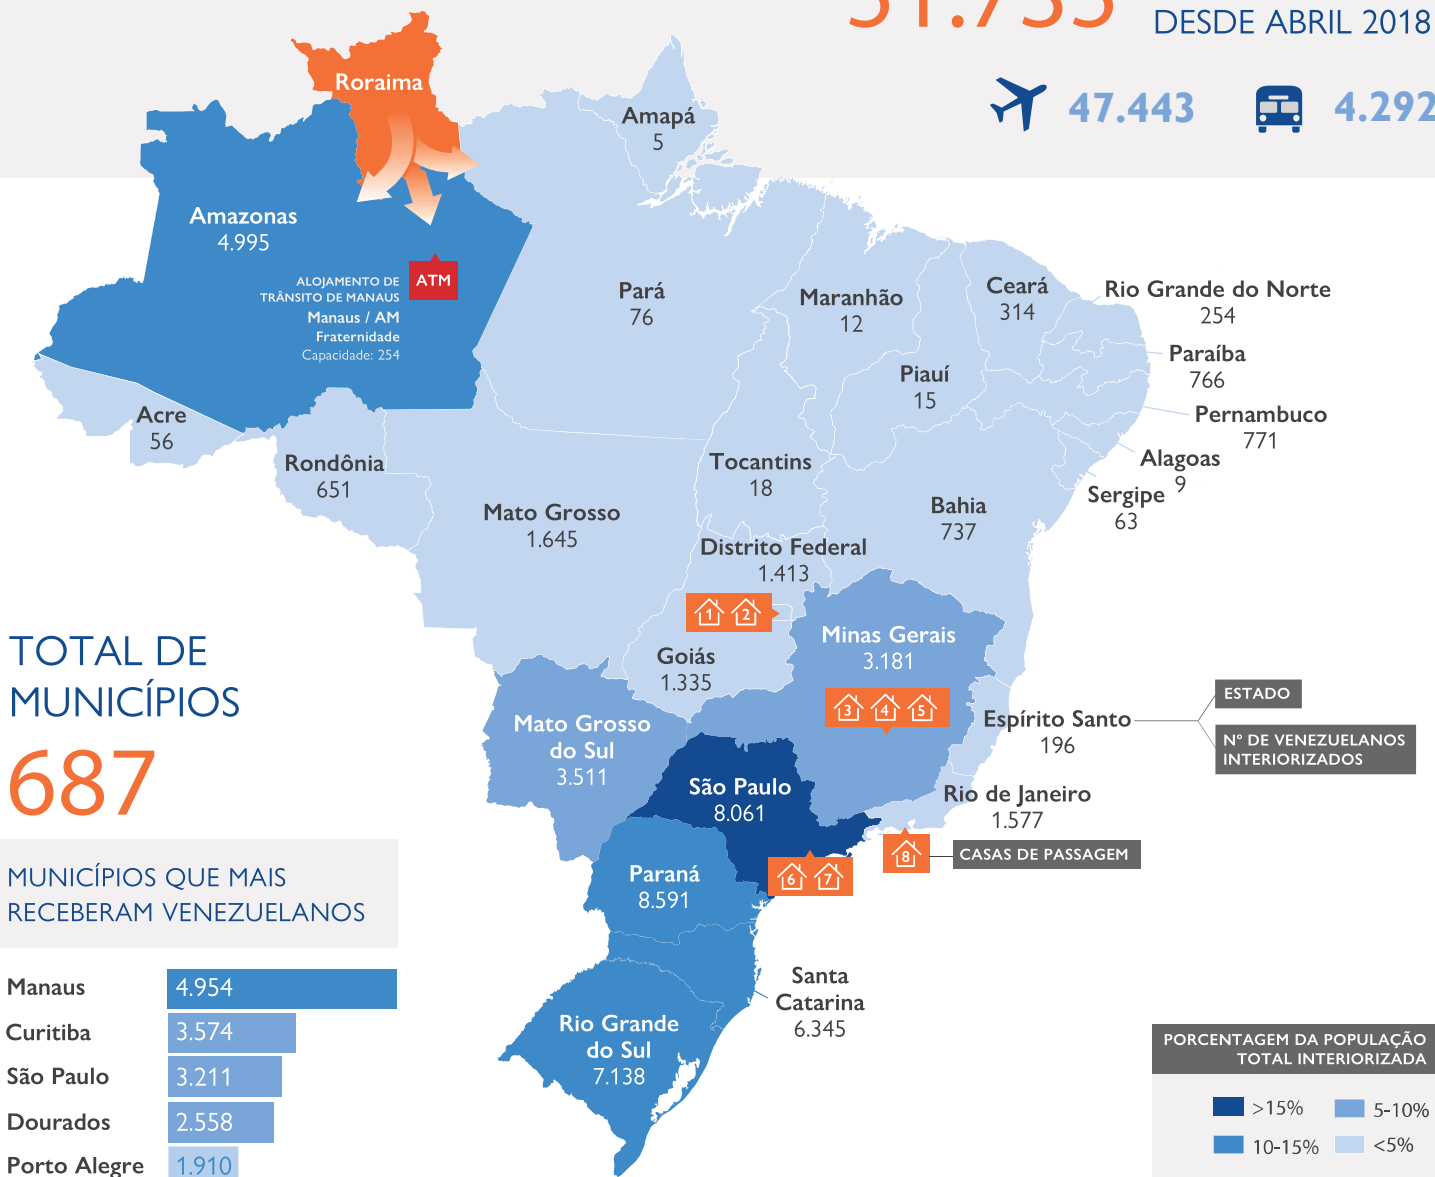 51.735
DESDE ABRIL 2018
47.443
4.292
Roraima
Amapá
5
Amazonas
4.995
ALOJAMENTO DE
TRÂNSITO DE MANAUS
Manaus / AM
Fraternidade
Capacidade: 254
ATM
Pará
76
Maranhão
12
Ceará
314
Rio Grande do Norte
254
Paraíba
766
Piauí
15
Pernambuco
771
Alagoas
9
Sergipe
63
Acre
56
Rondônia
651
Tocantins
18
Bahia
737
Mato Grosso
1.645
Distrito Federal
1.413
1 2
Goiás
1.335
Minas Gerais
3.181
3 4 5
Mato Grosso
do Sul
3.511
Espírito Santo
196
ESTADO
Nº DE VENEZUELANOS
INTERIORIZADOS
São Paulo
8.061
Rio de Janeiro
1.577
8
CASAS DE PASSAGEM
6 7
Paraná
8.591
Santa
Catarina
6.345
Rio Grande
do Sul
7.138
TOTAL DE
MUNICÍPIOS
687
MUNICÍPIOS QUE MAIS
RECEBERAM VENEZUELANOS
Manaus 4.954
Curitiba 3.574
São Paulo 3.211
Dourados 2.558
Porto Alegre 1.910
PORCENTAGEM DA POPULAÇÃO
TOTAL INTERIORIZADA
>15% 5-10%
10-15% <5%